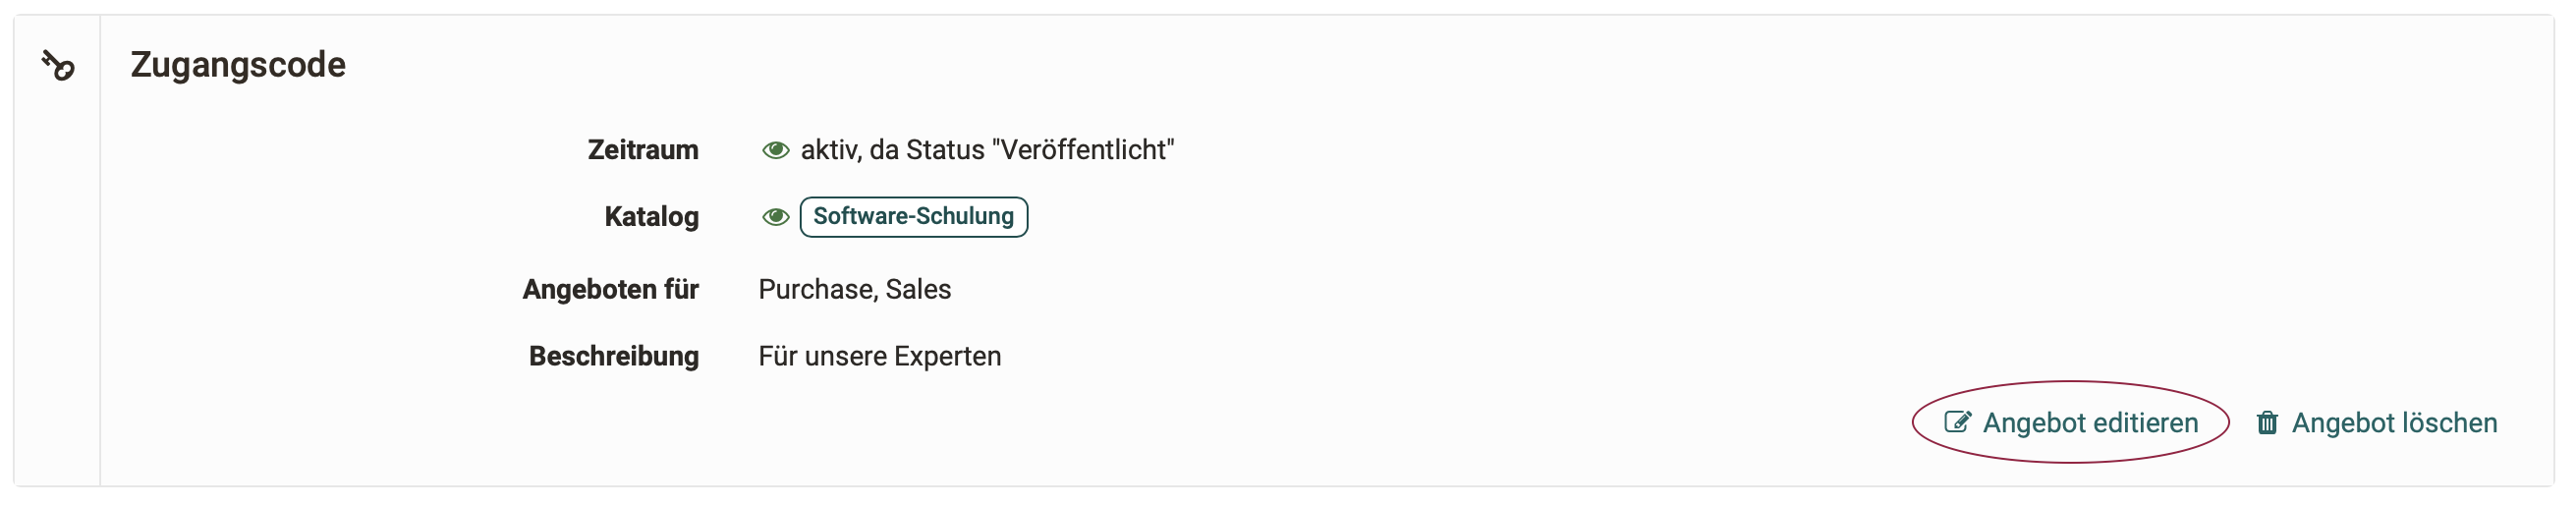 Zugangscode
Zeitraum aktiv, da Status "Veröffentlicht"
Katalog Software-Schulung
Angeboten für Purchase, Sales
Beschreibung Für unsere Experten
Angebot editieren Angebot löschen